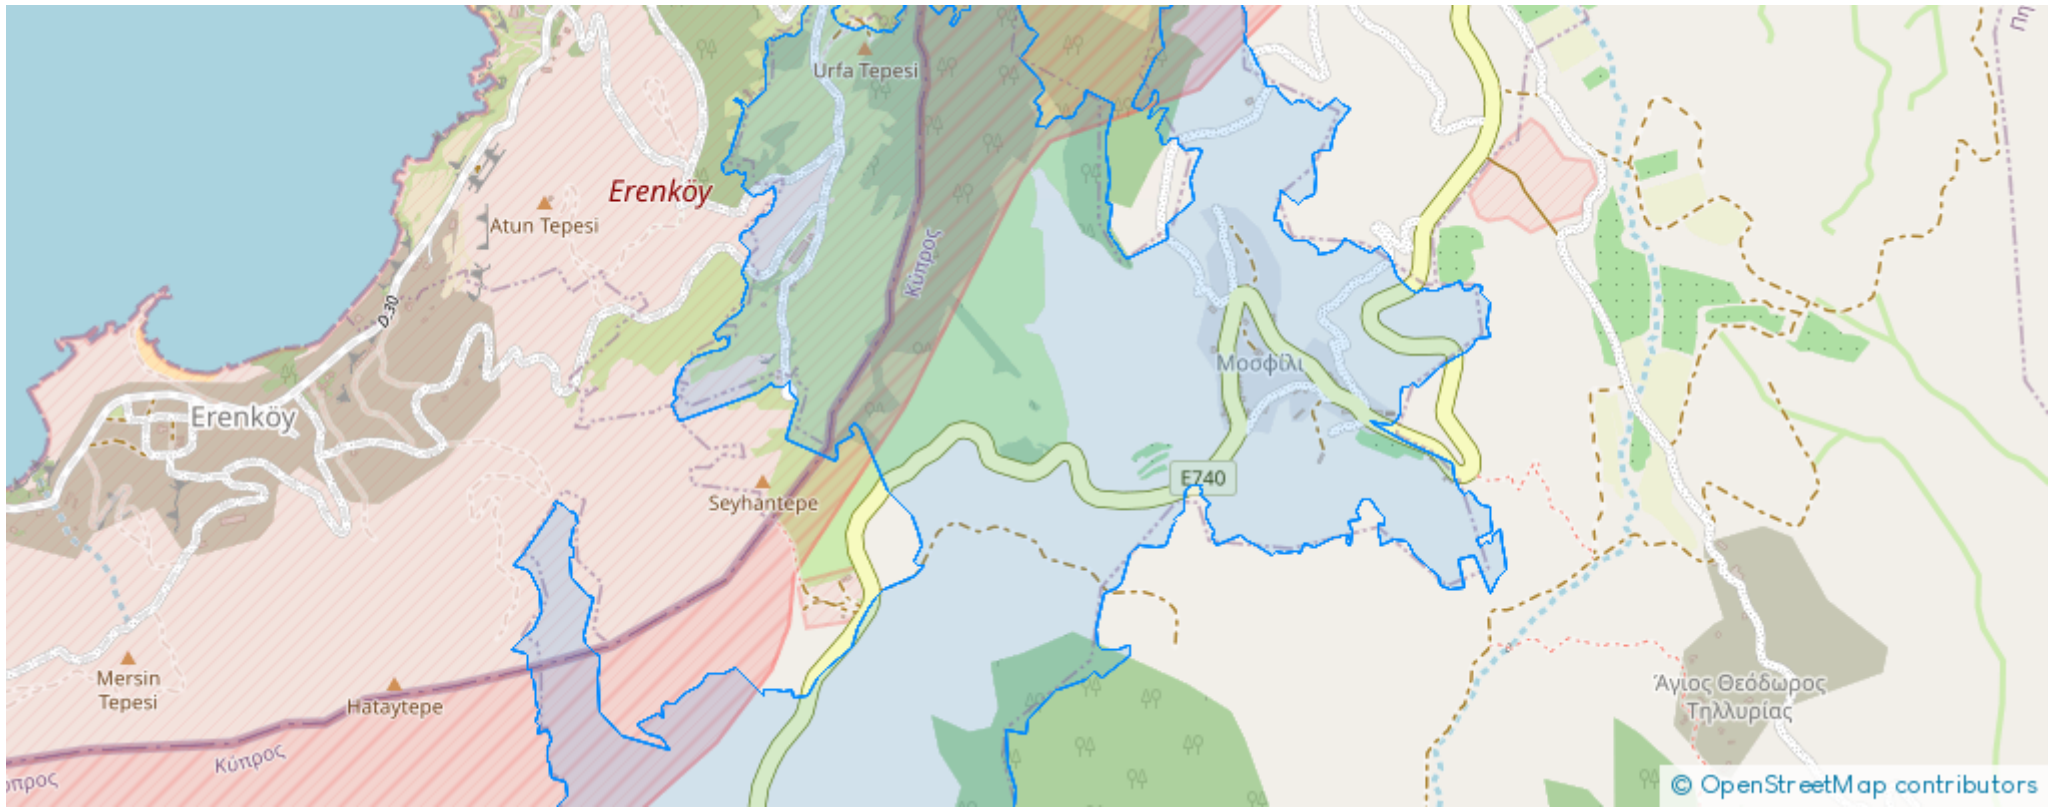 Πη
Urfa Tepesi
Erenköy
Atun Tepesi
Κύπρος
D.30
Μοσφίλι
Erenköy
E740
Seyhantepe
Mersin
Tepesi
Hataytepe
Άγιος Θεόδωρος
Τηλλυρίας
Κύπρος
προς
© OpenStreetMap contributors